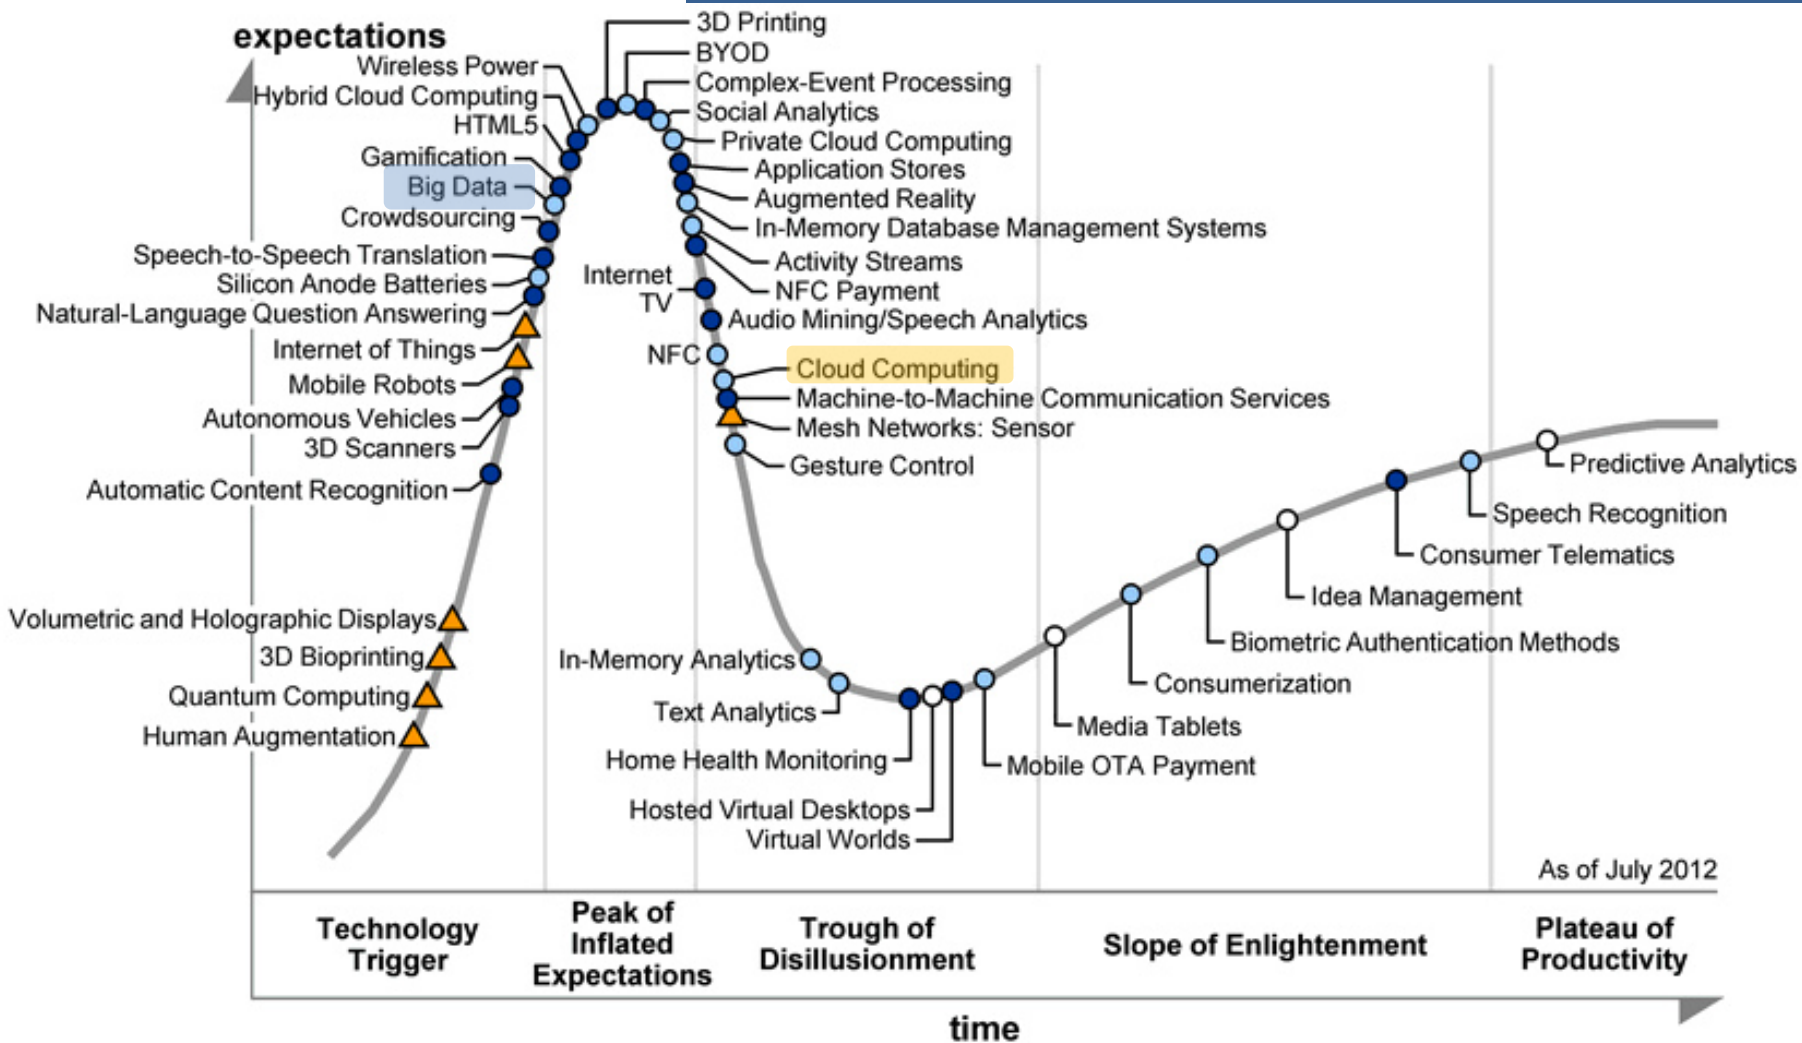 expectations
Wireless Power
Hybrid Cloud Computing
HTML5
Gamification
Big Data
Crowdsourcing
Speech-to-Speech Translation
Silicon Anode Batteries
Natural-Language Question Answering
Internet of Things
Mobile Robots
Autonomous Vehicles
3D Scanners
Automatic Content Recognition
Volumetric and Holographic Displays
3D Bioprinting
Quantum Computing
Human Augmentation
3D Printing
BYOD
Complex-Event Processing
Social Analytics
Private Cloud Computing
Application Stores
Augmented Reality
In-Memory Database Management Systems
Activity Streams
NFC Payment
Internet
TV
Audio Mining/Speech Analytics
NFC
Cloud Computing
Machine-to-Machine Communication Services
Mesh Networks: Sensor
Gesture Control
In-Memory Analytics
Text Analytics
Home Health Monitoring
Hosted Virtual Desktops
Virtual Worlds
Mobile OTA Payment
Media Tablets
Consumerization
Biometric Authentication Methods
Idea Management
Consumer Telematics
Speech Recognition
Predictive Analytics
As of July 2012
Technology
Trigger
Peak of
Inflated
Expectations
Trough of
Disillusionment
Slope of Enlightenment
Plateau of
Productivity
time